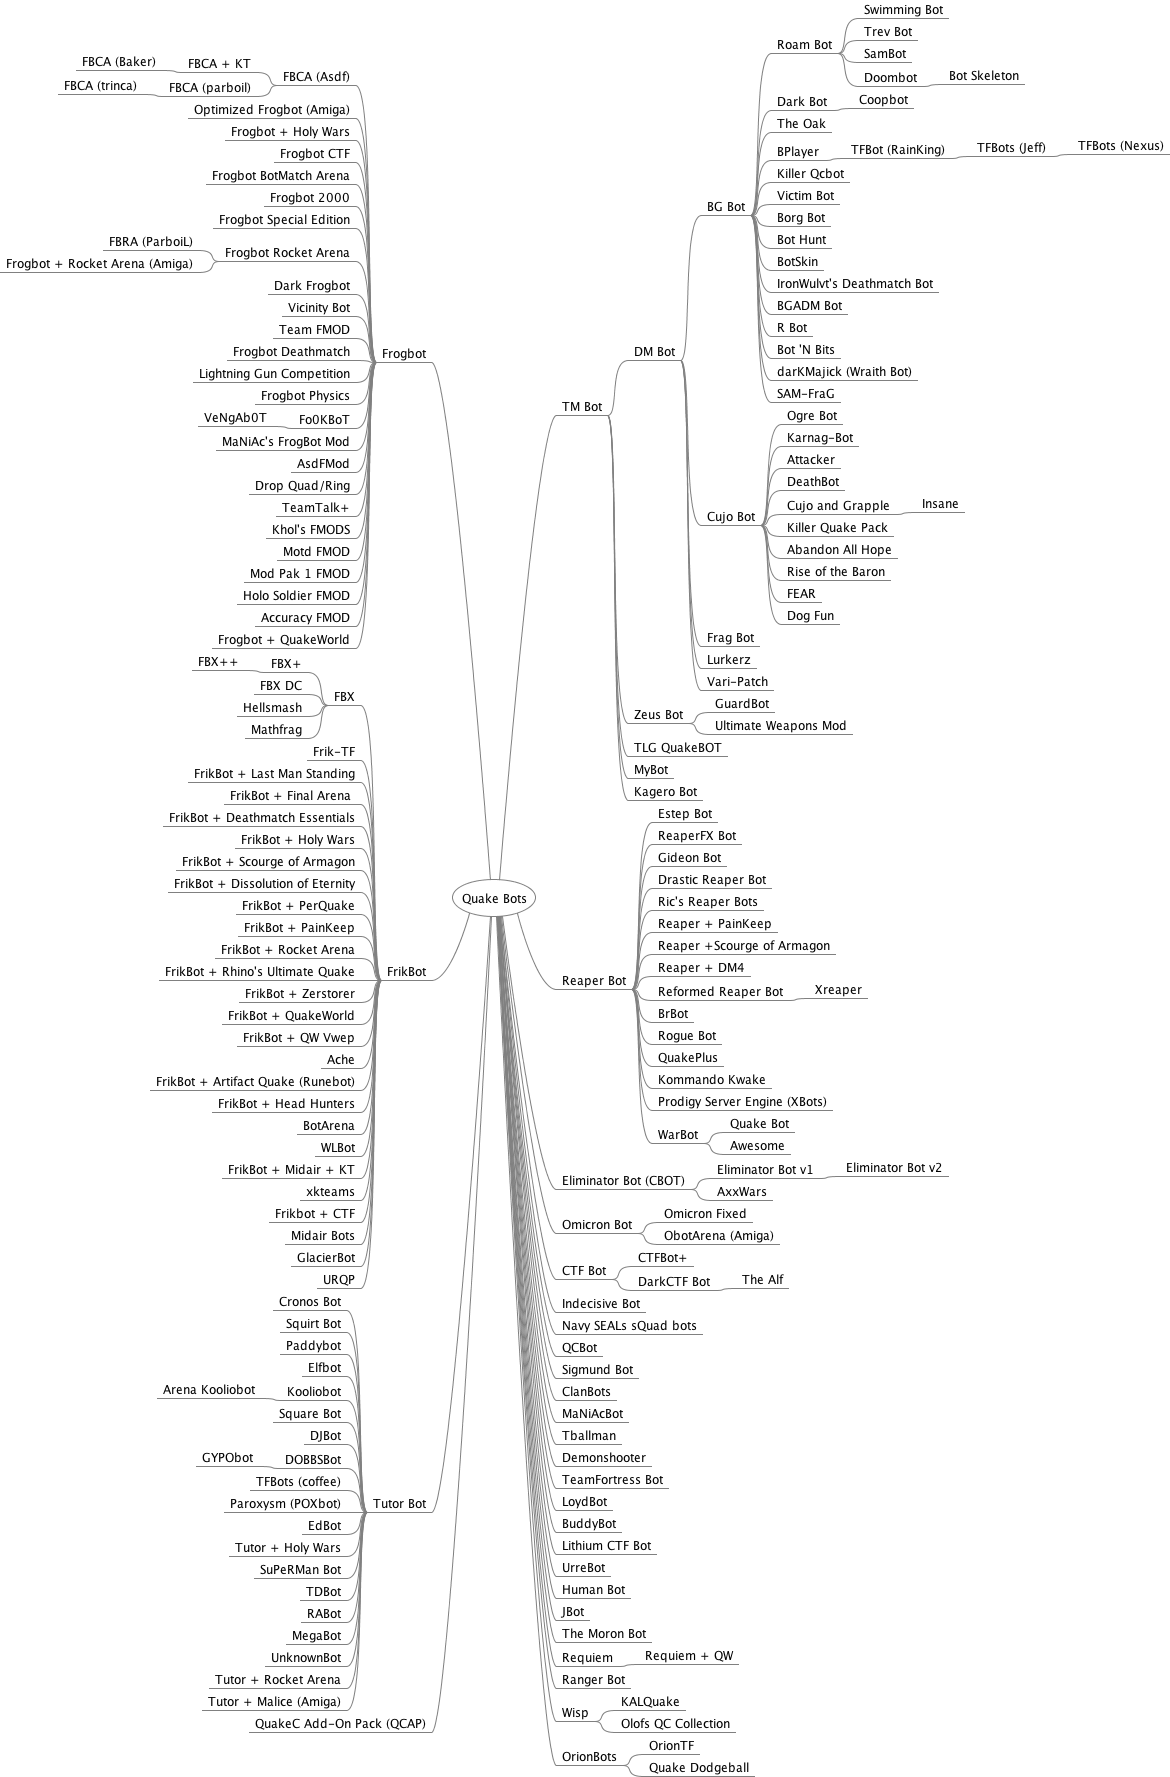 Quake Bots
Frogbot
FBCA (Asdf)
FBCA + KT
FBCA (Baker)
FBCA (parboil)
FBCA (trinca)
Optimized Frogbot (Amiga)
Frogbot + Holy Wars
Frogbot CTF
Frogbot BotMatch Arena
Frogbot 2000
Frogbot Special Edition
Frogbot Rocket Arena
FBRA (ParboiL)
Frogbot + Rocket Arena (Amiga)
Dark Frogbot
Vicinity Bot
Team FMOD
Frogbot Deathmatch
Lightning Gun Competition
Frogbot Physics
Fo0KBoT
VeNgAb0T
MaNiAc's FrogBot Mod
AsdFMod
Drop Quad/Ring
TeamTalk+
Khol's FMODS
Motd FMOD
Mod Pak 1 FMOD
Holo Soldier FMOD
Accuracy FMOD
Frogbot + QuakeWorld
FrikBot
FBX
FBX+
FBX++
FBX DC
Hellsmash
Mathfrag
Frik-TF
FrikBot + Last Man Standing
FrikBot + Final Arena
FrikBot + Deathmatch Essentials
FrikBot + Holy Wars
FrikBot + Scourge of Armagon
FrikBot + Dissolution of Eternity
FrikBot + PerQuake
FrikBot + PainKeep
FrikBot + Rocket Arena
FrikBot + Rhino's Ultimate Quake
FrikBot + Zerstorer
FrikBot + QuakeWorld
FrikBot + QW Vwep
Ache
FrikBot + Artifact Quake (Runebot)
FrikBot + Head Hunters
BotArena
WLBot
FrikBot + Midair + KT
xkteams
Frikbot + CTF
Midair Bots
GlacierBot
URQP
Tutor Bot
Cronos Bot
Squirt Bot
Paddybot
Elfbot
Kooliobot
Arena Kooliobot
Square Bot
DJBot
DOBBSBot
GYPObot
TFBots (coffee)
Paroxysm (POXbot)
EdBot
Tutor + Holy Wars
SuPeRMan Bot
TDBot
RABot
MegaBot
UnknownBot
Tutor + Rocket Arena
Tutor + Malice (Amiga)
QuakeC Add-On Pack (QCAP)
TM Bot
DM Bot
BG Bot
Roam Bot
Swimming Bot
Trev Bot
SamBot
Doombot
Bot Skeleton
Dark Bot
Coopbot
The Oak
BPlayer
TFBot (RainKing)
TFBots (Jeff)
TFBots (Nexus)
Killer Qcbot
Victim Bot
Borg Bot
Bot Hunt
BotSkin
IronWulvt's Deathmatch Bot
BGADM Bot
R Bot
Bot 'N Bits
darKMajick (Wraith Bot)
SAM-FraG
Cujo Bot
Ogre Bot
Karnag-Bot
Attacker
DeathBot
Cujo and Grapple
Insane
Killer Quake Pack
Abandon All Hope
Rise of the Baron
FEAR
Dog Fun
Frag Bot
Lurkerz
Vari-Patch
Zeus Bot
GuardBot
Ultimate Weapons Mod
TLG QuakeBOT
MyBot
Kagero Bot
Reaper Bot
Estep Bot
ReaperFX Bot
Gideon Bot
Drastic Reaper Bot
Ric's Reaper Bots
Reaper + PainKeep
Reaper +Scourge of Armagon
Reaper + DM4
Reformed Reaper Bot
Xreaper
BrBot
Rogue Bot
QuakePlus
Kommando Kwake
Prodigy Server Engine (XBots)
WarBot
Quake Bot
Awesome
Eliminator Bot (CBOT)
Eliminator Bot v1
Eliminator Bot v2
AxxWars
Omicron Bot
Omicron Fixed
ObotArena (Amiga)
CTF Bot
CTFBot+
DarkCTF Bot
The Alf
Indecisive Bot
Navy SEALs sQuad bots
QCBot
Sigmund Bot
ClanBots
MaNiAcBot
Tballman
Demonshooter
TeamFortress Bot
LoydBot
BuddyBot
Lithium CTF Bot
UrreBot
Human Bot
JBot
The Moron Bot
Requiem
Requiem + QW
Ranger Bot
Wisp
KALQuake
Olofs QC Collection
OrionBots
OrionTF
Quake Dodgeball